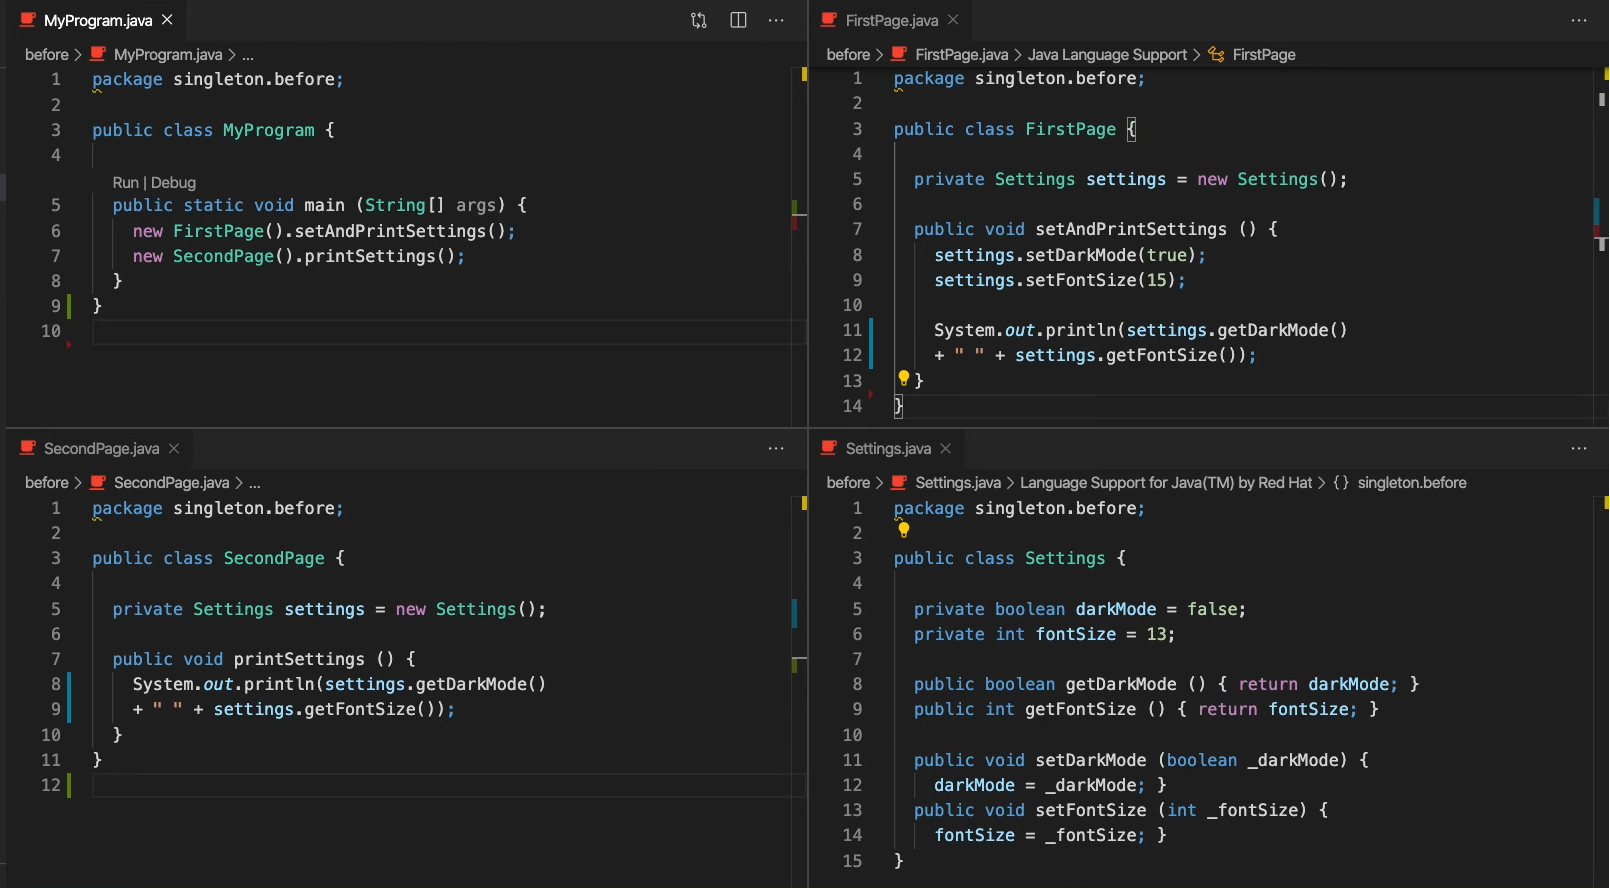 MyProgram.java
before > MyProgram.java > ...
1 package singleton.before;
2
3 public class MyProgram {
4
Run | Debug
5 public static void main (String[] args) {
6 new FirstPage().setAndPrintSettings();
7 new SecondPage().printSettings();
8 }
9 }
10
FirstPage.java
before > FirstPage.java > Java Language Support > FirstPage
1 package singleton.before;
2
3 public class FirstPage {
4
5 private Settings settings = new Settings();
6
7 public void setAndPrintSettings () {
8 settings.setDarkMode(true);
9 settings.setFontSize(15);
10
11 System.out.println(settings.getDarkMode()
12 + " " + settings.getFontSize());
13 }
14 }
SecondPage.java
before > SecondPage.java > ...
1 package singleton.before;
2
3 public class SecondPage {
4
5 private Settings settings = new Settings();
6
7 public void printSettings () {
8 System.out.println(settings.getDarkMode()
9 + " " + settings.getFontSize());
10 }
11 }
12
Settings.java
before > Settings.java > Language Support for Java(TM) by Red Hat > {} singleton.before
1 package singleton.before;
2
3 public class Settings {
4
5 private boolean darkMode = false;
6 private int fontSize = 13;
7
8 public boolean getDarkMode () { return darkMode; }
9 public int getFontSize () { return fontSize; }
10
11 public void setDarkMode (boolean _darkMode) {
12 darkMode = _darkMode; }
13 public void setFontSize (int _fontSize) {
14 fontSize = _fontSize; }
15 }